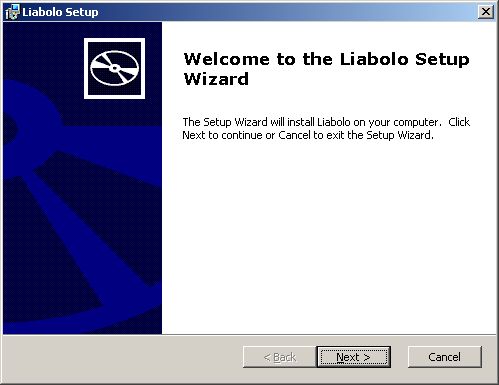 Liabolo Setup
Welcome to the Liabolo Setup
Wizard
The Setup Wizard will install Liabolo on your computer. Click
Next to continue or Cancel to exit the Setup Wizard.
< Back
Next >
Cancel